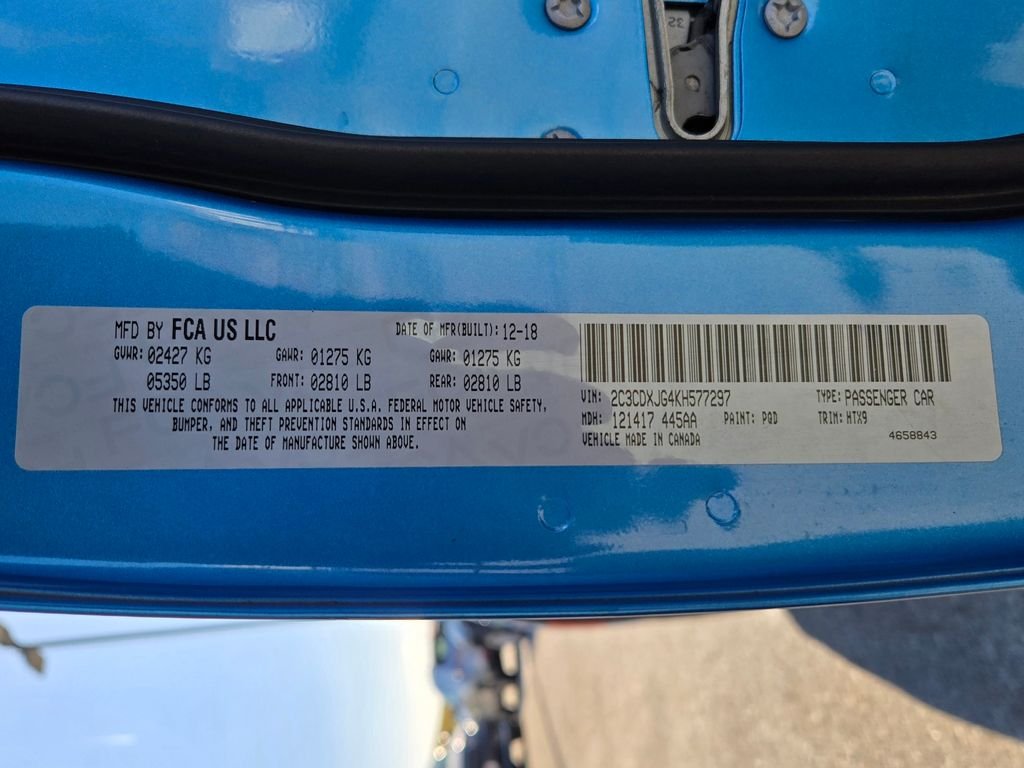 32
MFD BY FCA US LLC DATE OF MFR(BUILT): 12-18
GVWR: 02427 KG GAWR: 01275 KG GAWR: 01275 KG
05350 LB FRONT: 02810 LB REAR: 02810 LB
THIS VEHICLE CONFORMS TO ALL APPLICABLE U.S.A. FEDERAL MOTOR VEHICLE SAFETY,
BUMPER, AND THEFT PREVENTION STANDARDS IN EFFECT ON
THE DATE OF MANUFACTURE SHOWN ABOVE.
VIN: 2C3CDXJG4KH577297 TYPE: PASSENGER CAR
MDH: 121417 445AA PAINT: PQD TRIM: HTX9
VEHICLE MADE IN CANADA 4658843